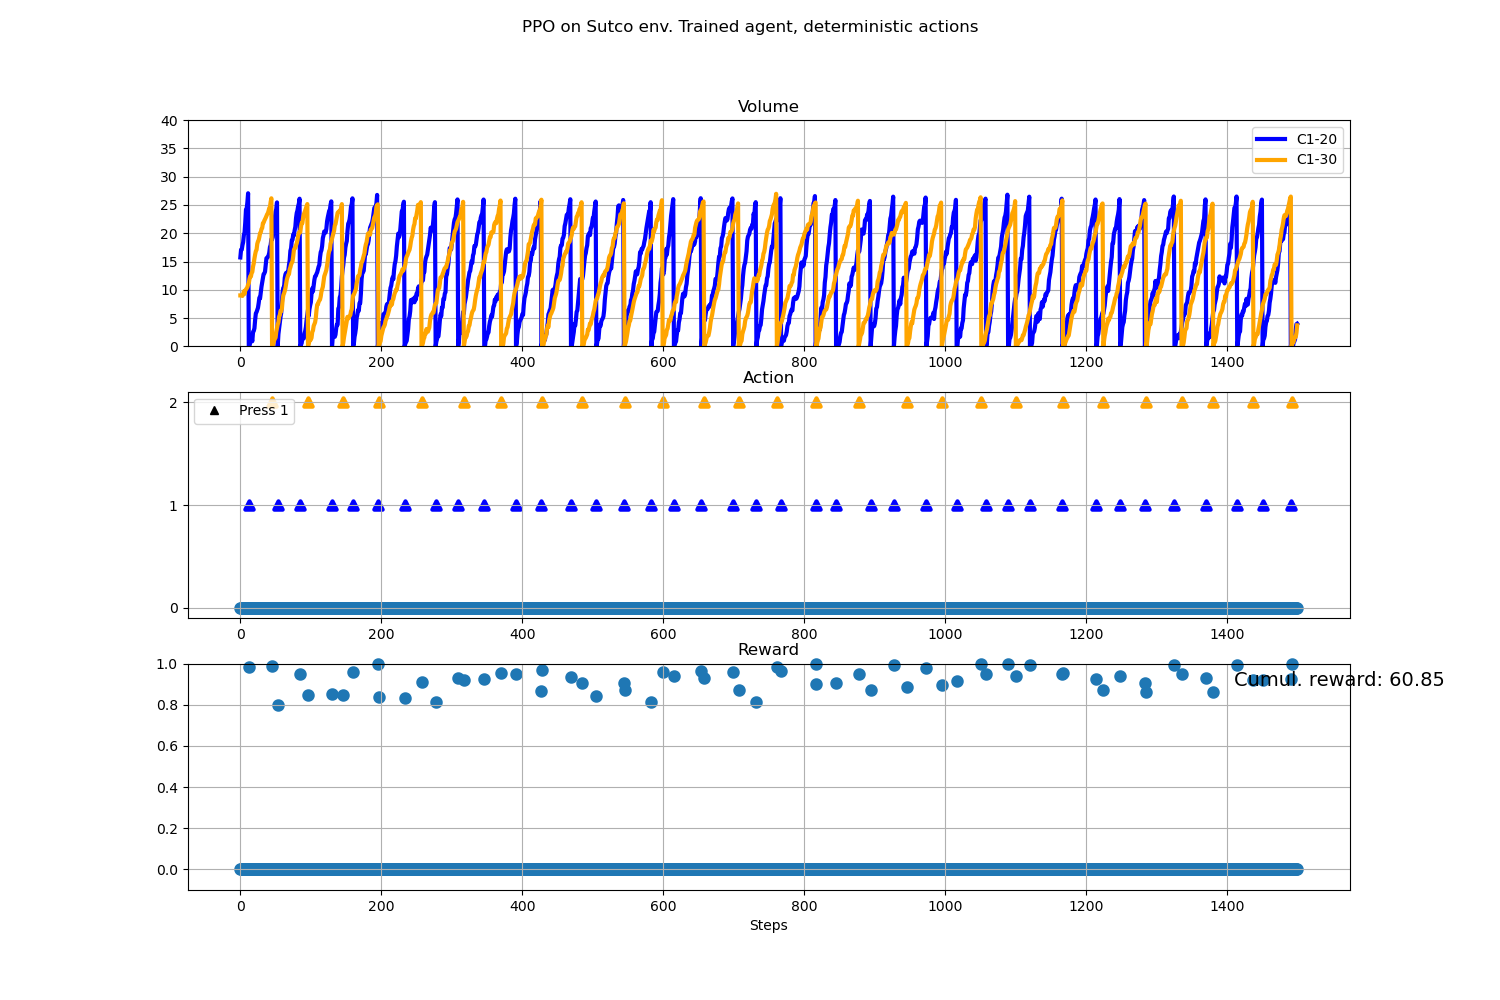 PPO on Sutco env. Trained agent, deterministic actions
Volume
40
35
30
25
20
15
10
5
0
C1-20
C1-30
0 200 400 600 800 1000 1200 1400
Action
2
1
0
Press 1
0 200 400 600 800 1000 1200 1400
Reward
1.0
0.8
0.6
0.4
0.2
0.0
Cumul. reward: 60.85
0 200 400 600 800 1000 1200 1400
Steps